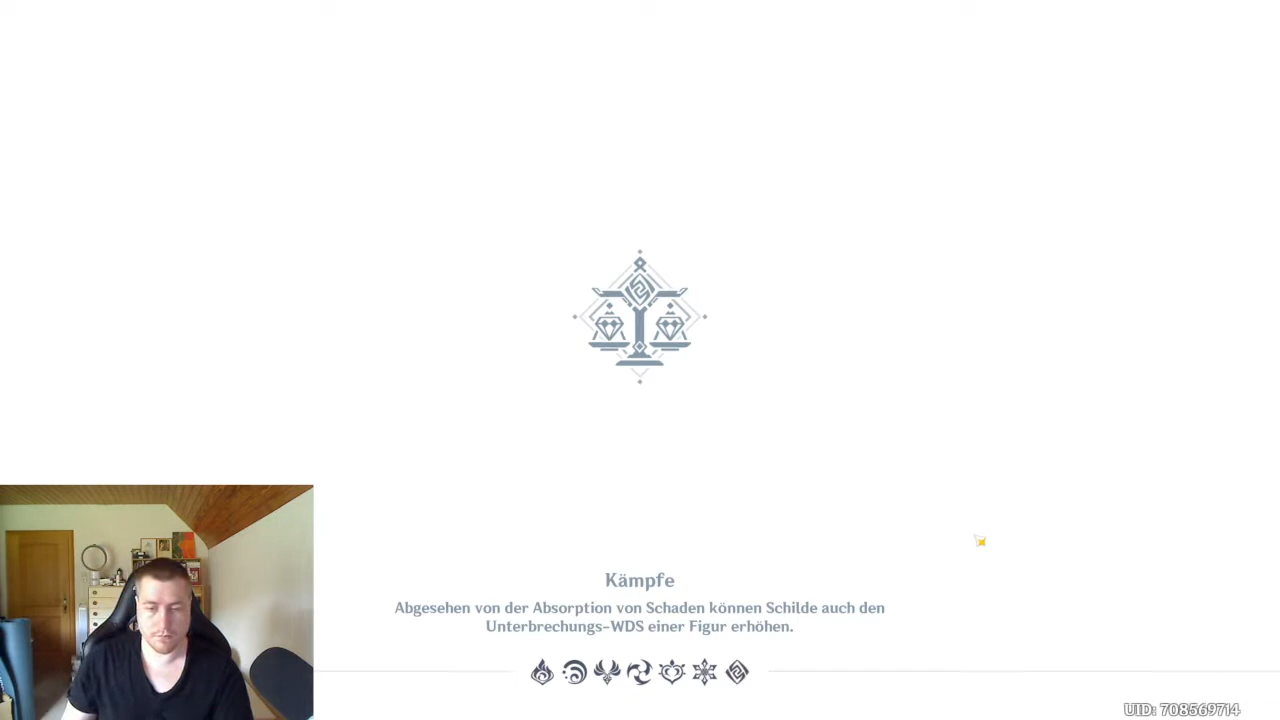 Kämpfe
Abgesehen von der Absorption von Schaden können Schilde auch den
Unterbrechungs-WDS einer Figur erhöhen.
UID: 708569714